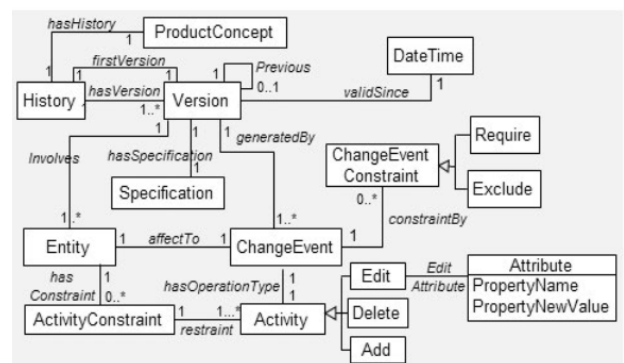 hasHistory
1
1
ProductConcept
DateTime
firstVersion
1
1
History
1
hasVersion
1..*
Version
1
Previous
0..1
validSince
1
1
Involves
1
hasSpecification
1
1
generatedBy
ChangeEvent
Constraint
Require
Exclude
Specification
0..*
constraintBy
1..*
1..*
Entity
1
affectTo
1
ChangeEvent
1
has
Constraint
1
0..*
hasOperationType
1
1
Edit
Edit
Attribute
Attribute
PropertyName
PropertyNewValue
ActivityConstraint
1
restraint
1...*
Activity
Delete
Add